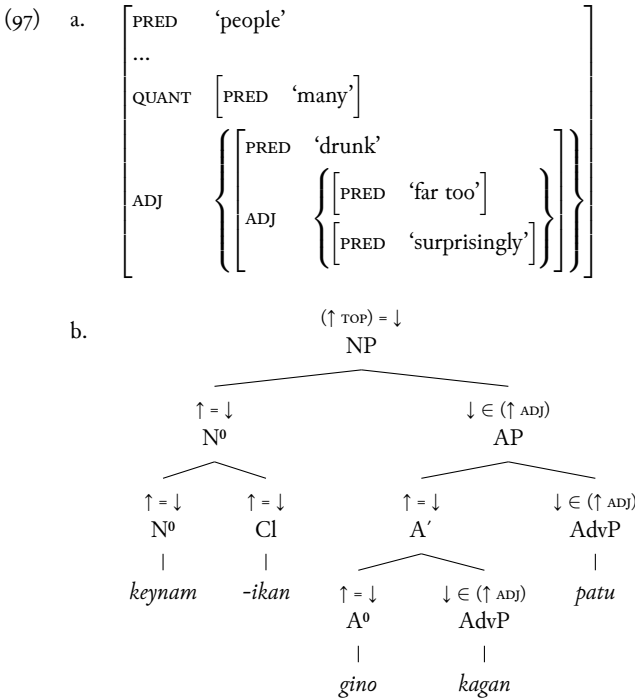 (97) a. [PRED ‘people’
...
QUANT [PRED ‘many’]
ADJ {[PRED ‘drunk’
ADJ {[PRED ‘far too’]
[PRED ‘surprisingly’]}]}]
b. (↑ TOP) = ↓
NP
↑ = ↓ ↓ ∈ (↑ ADJ)
N⁰ AP
↑ = ↓ ↑ = ↓ ↑ = ↓ ↓ ∈ (↑ ADJ)
N⁰ Cl A′ AdvP
keynam -ikan ↑ = ↓ ↓ ∈ (↑ ADJ) patu
A⁰ AdvP
gino kagan